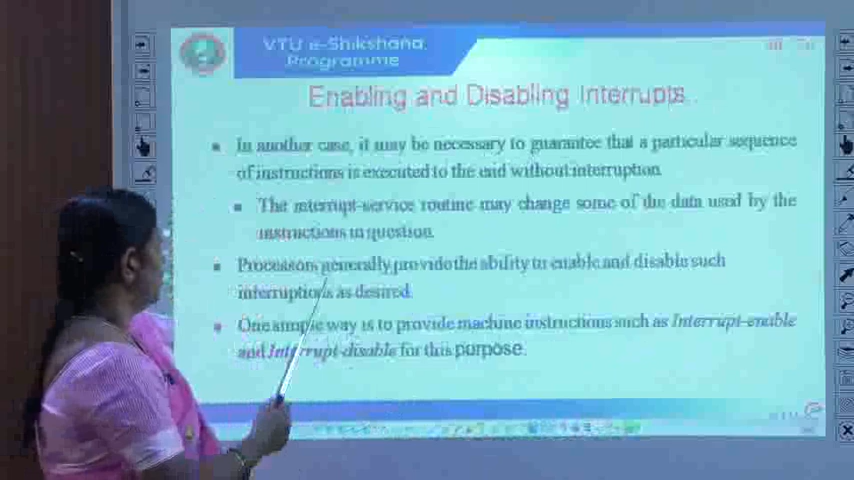 VTU e-Shikshana
Programme
Enabling and Disabling Interrupts
In another case, it may be necessary to guarantee that a particular sequence
of instructions is executed to the end without interruption
The interrupt-service routine may change some of the data used by the
instructions in question.
Processors generally provide the ability to enable and disable such
interruptions as desired.
One simple way is to provide machine instructions such as Interrupt-enable
and Interrupt-disable for this purpose.